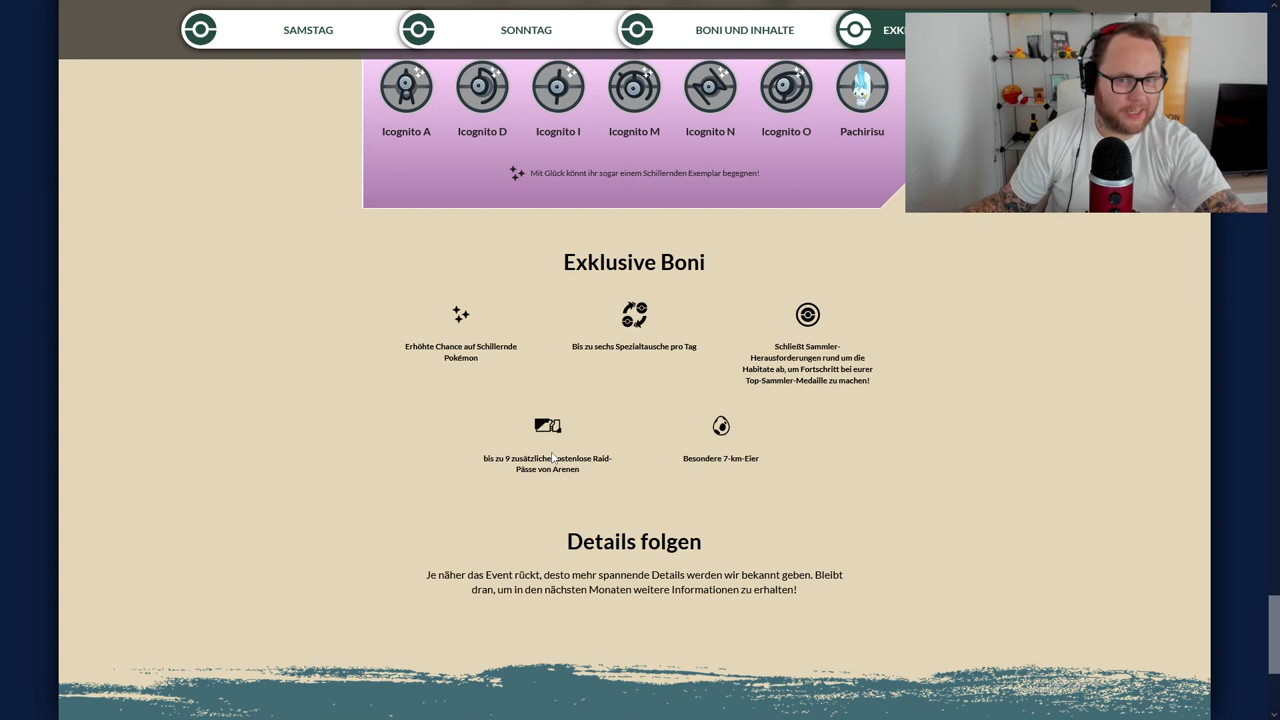 SAMSTAG
SONNTAG
BONI UND INHALTE
Icognito A
Icognito D
Icognito I
Icognito M
Icognito N
Icognito O
Pachirisu
Mit Glück könnt ihr sogar einem Schillernden Exemplar begegnen!
Exklusive Boni
Erhöhte Chance auf Schillernde
Pokémon
Bis zu sechs Spezialtausche pro Tag
Schließt Sammler-
Herausforderungen rund um die
Habitate ab, um Fortschritt bei eurer
Top-Sammler-Medaille zu machen!
bis zu 9 zusätzliche kostenlose Raid-
Pässe von Arenen
Besondere 7-km-Eier
Details folgen
Je näher das Event rückt, desto mehr spannende Details werden wir bekannt geben. Bleibt
dran, um in den nächsten Monaten weitere Informationen zu erhalten!